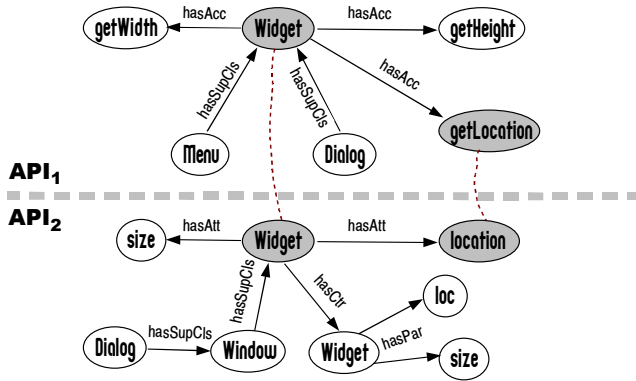 hasAcc
hasAcc
getWidth
Widget
getHeight
hasSupCls
hasSupCls
hasAcc
getLocation
Menu
Dialog
API1
API2
hasAtt
hasAtt
size
Widget
location
hasSupCls
hasCtr
loc
hasSupCls
hasPar
Dialog
Window
Widget
size